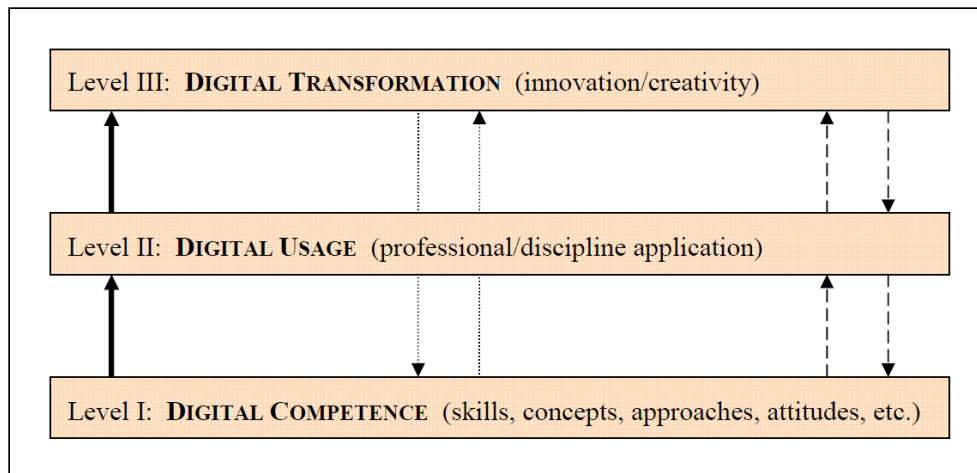 Level III: DIGITAL TRANSFORMATION (innovation/creativity)
Level II: DIGITAL USAGE (professional/discipline application)
Level I: DIGITAL COMPETENCE (skills, concepts, approaches, attitudes, etc.)